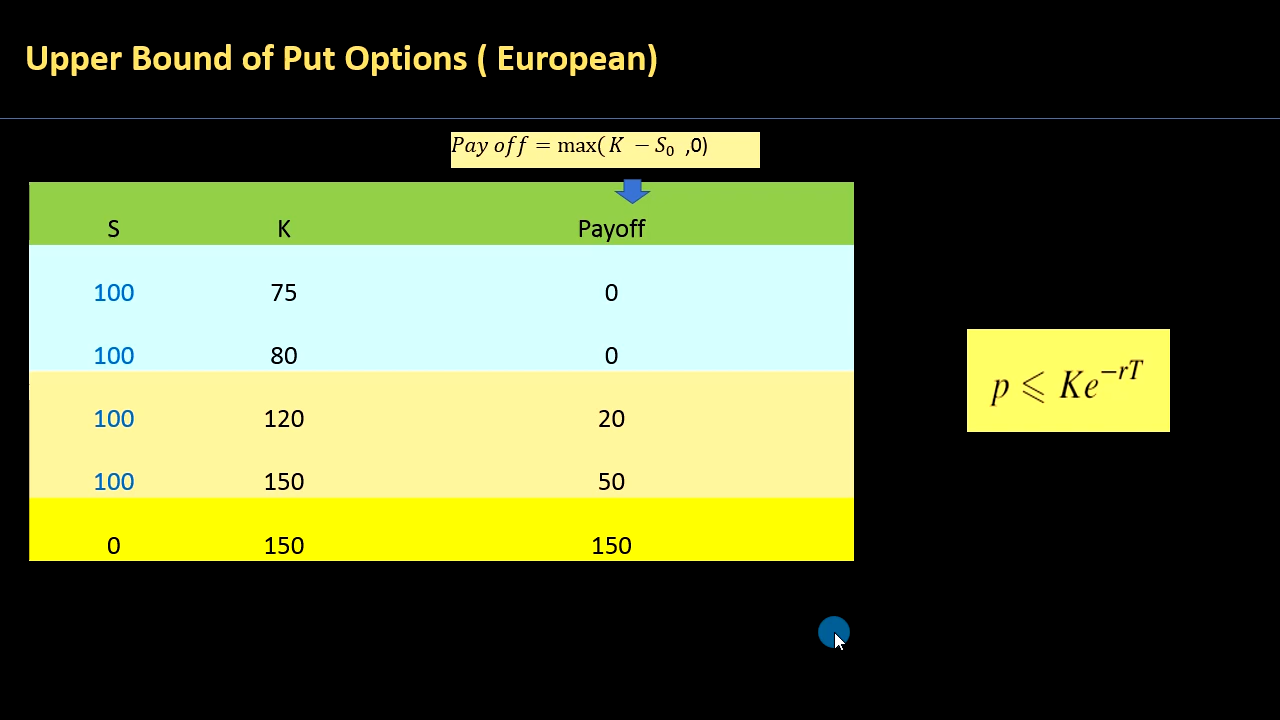 Upper Bound of Put Options ( European)
Pay off = max( K − S₀ ,0)
S K Payoff
100 75 0
100 80 0
100 120 20
100 150 50
0 150 150
p ⩽ Ke^{−rT}